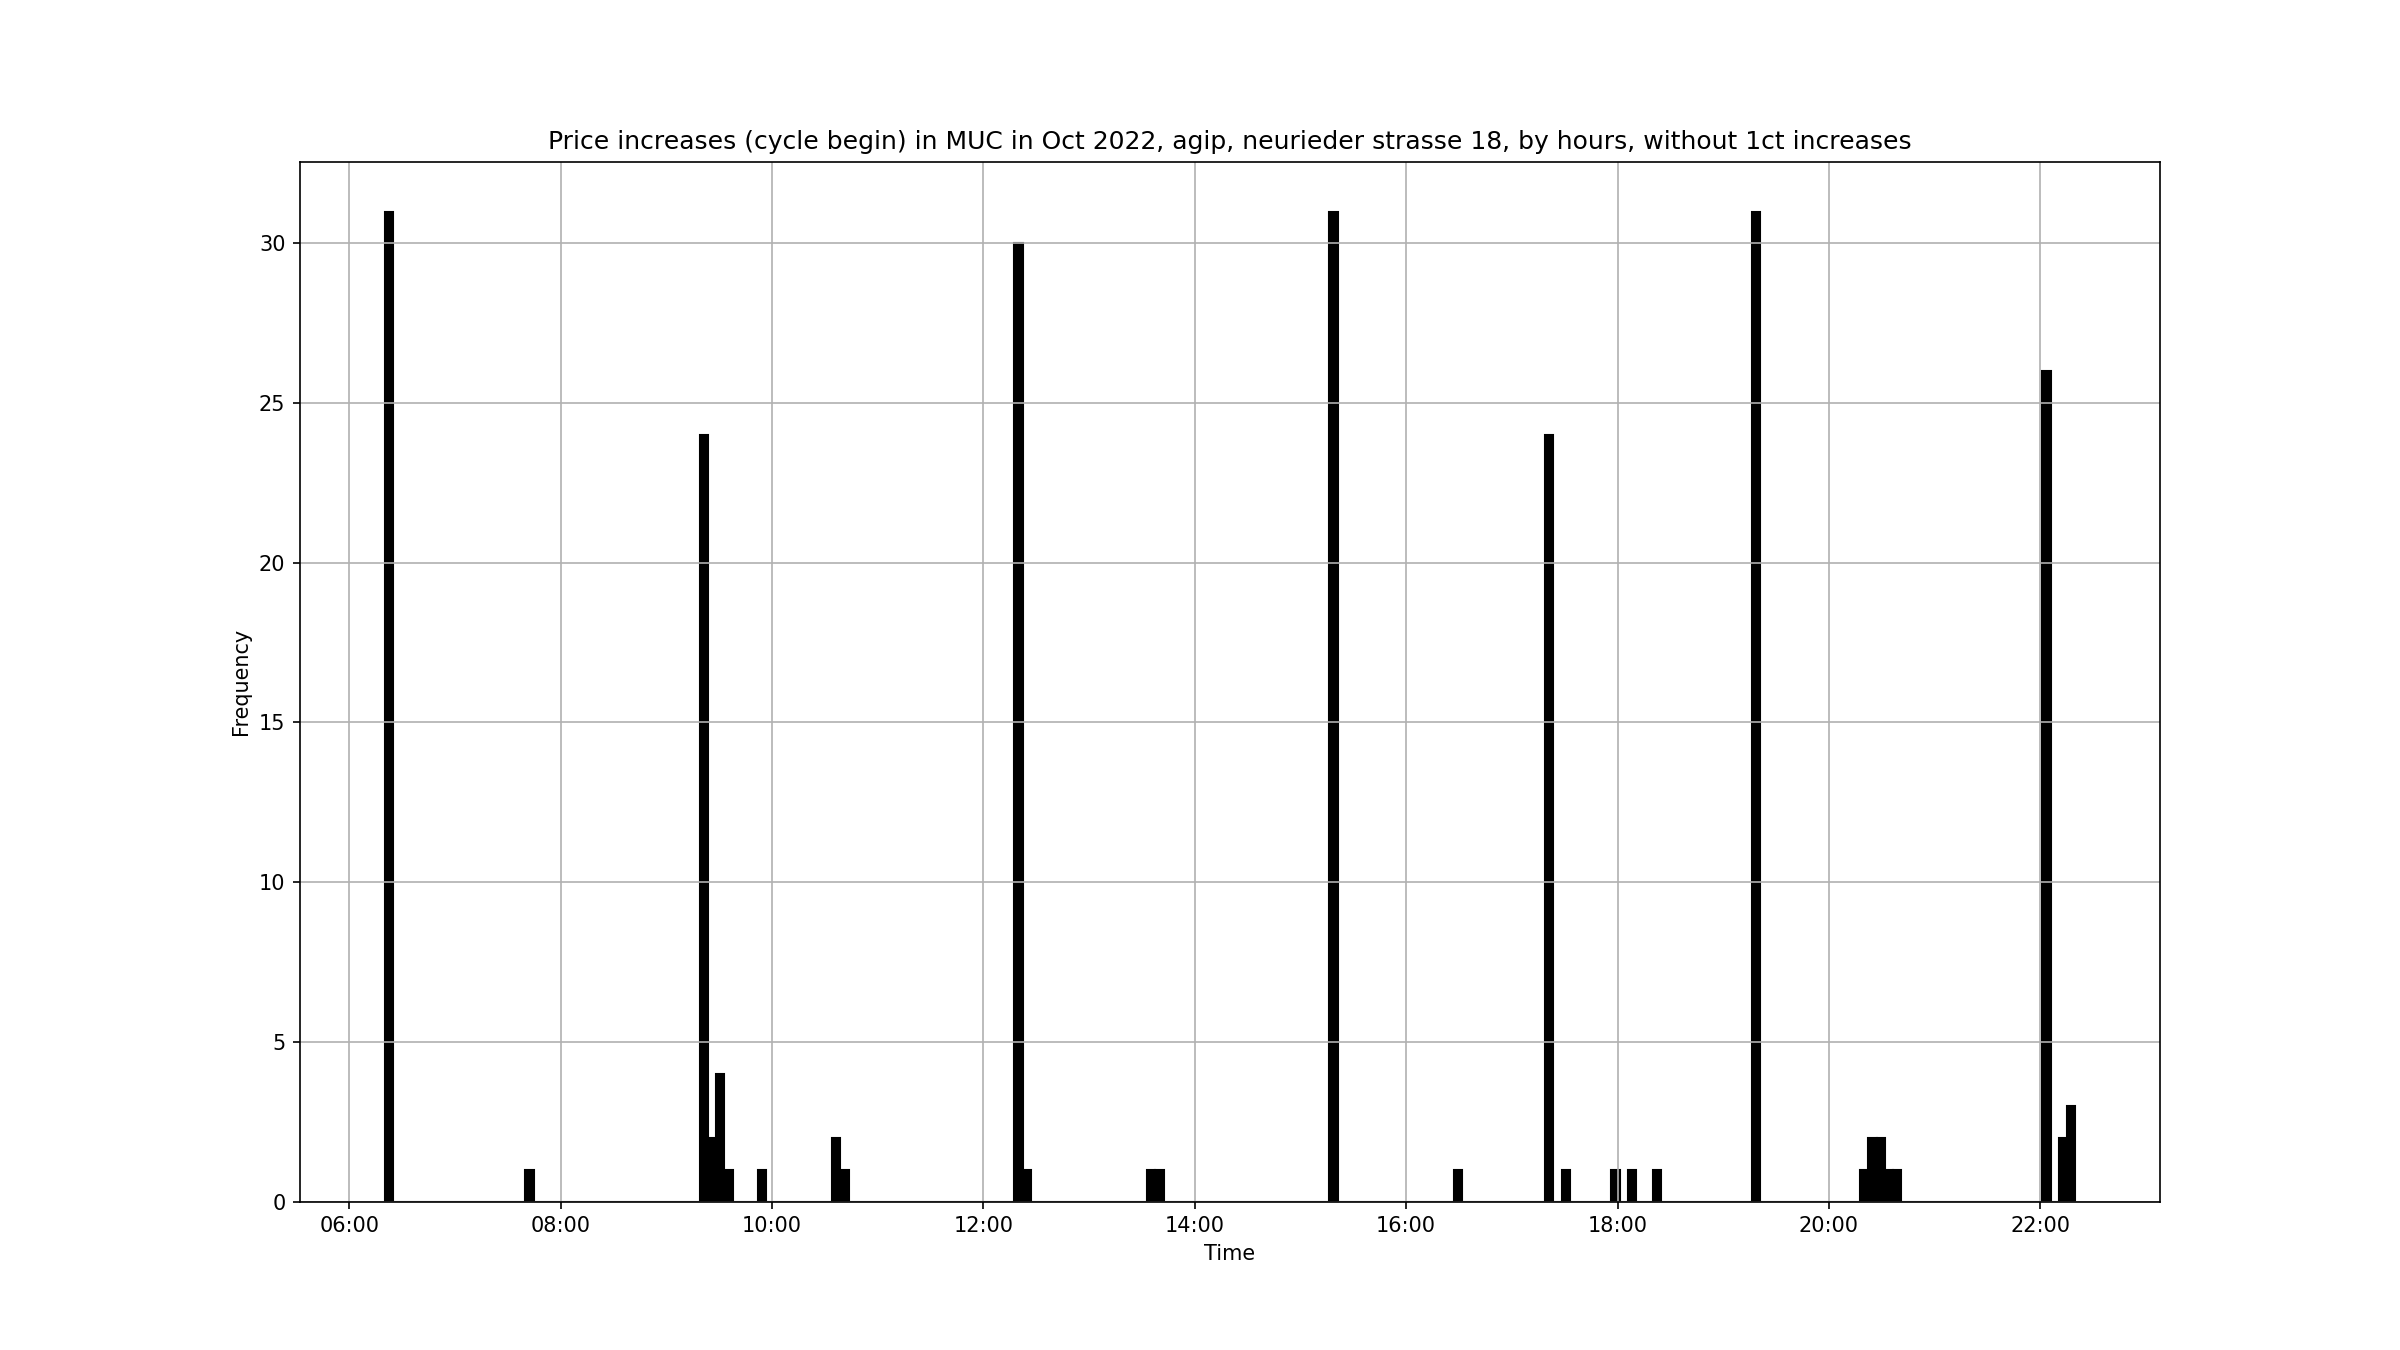 Price increases (cycle begin) in MUC in Oct 2022, agip, neurieder strasse 18, by hours, without 1ct increases
30
25
20
15
10
5
0
Frequency
06:00 08:00 10:00 12:00 14:00 16:00 18:00 20:00 22:00
Time